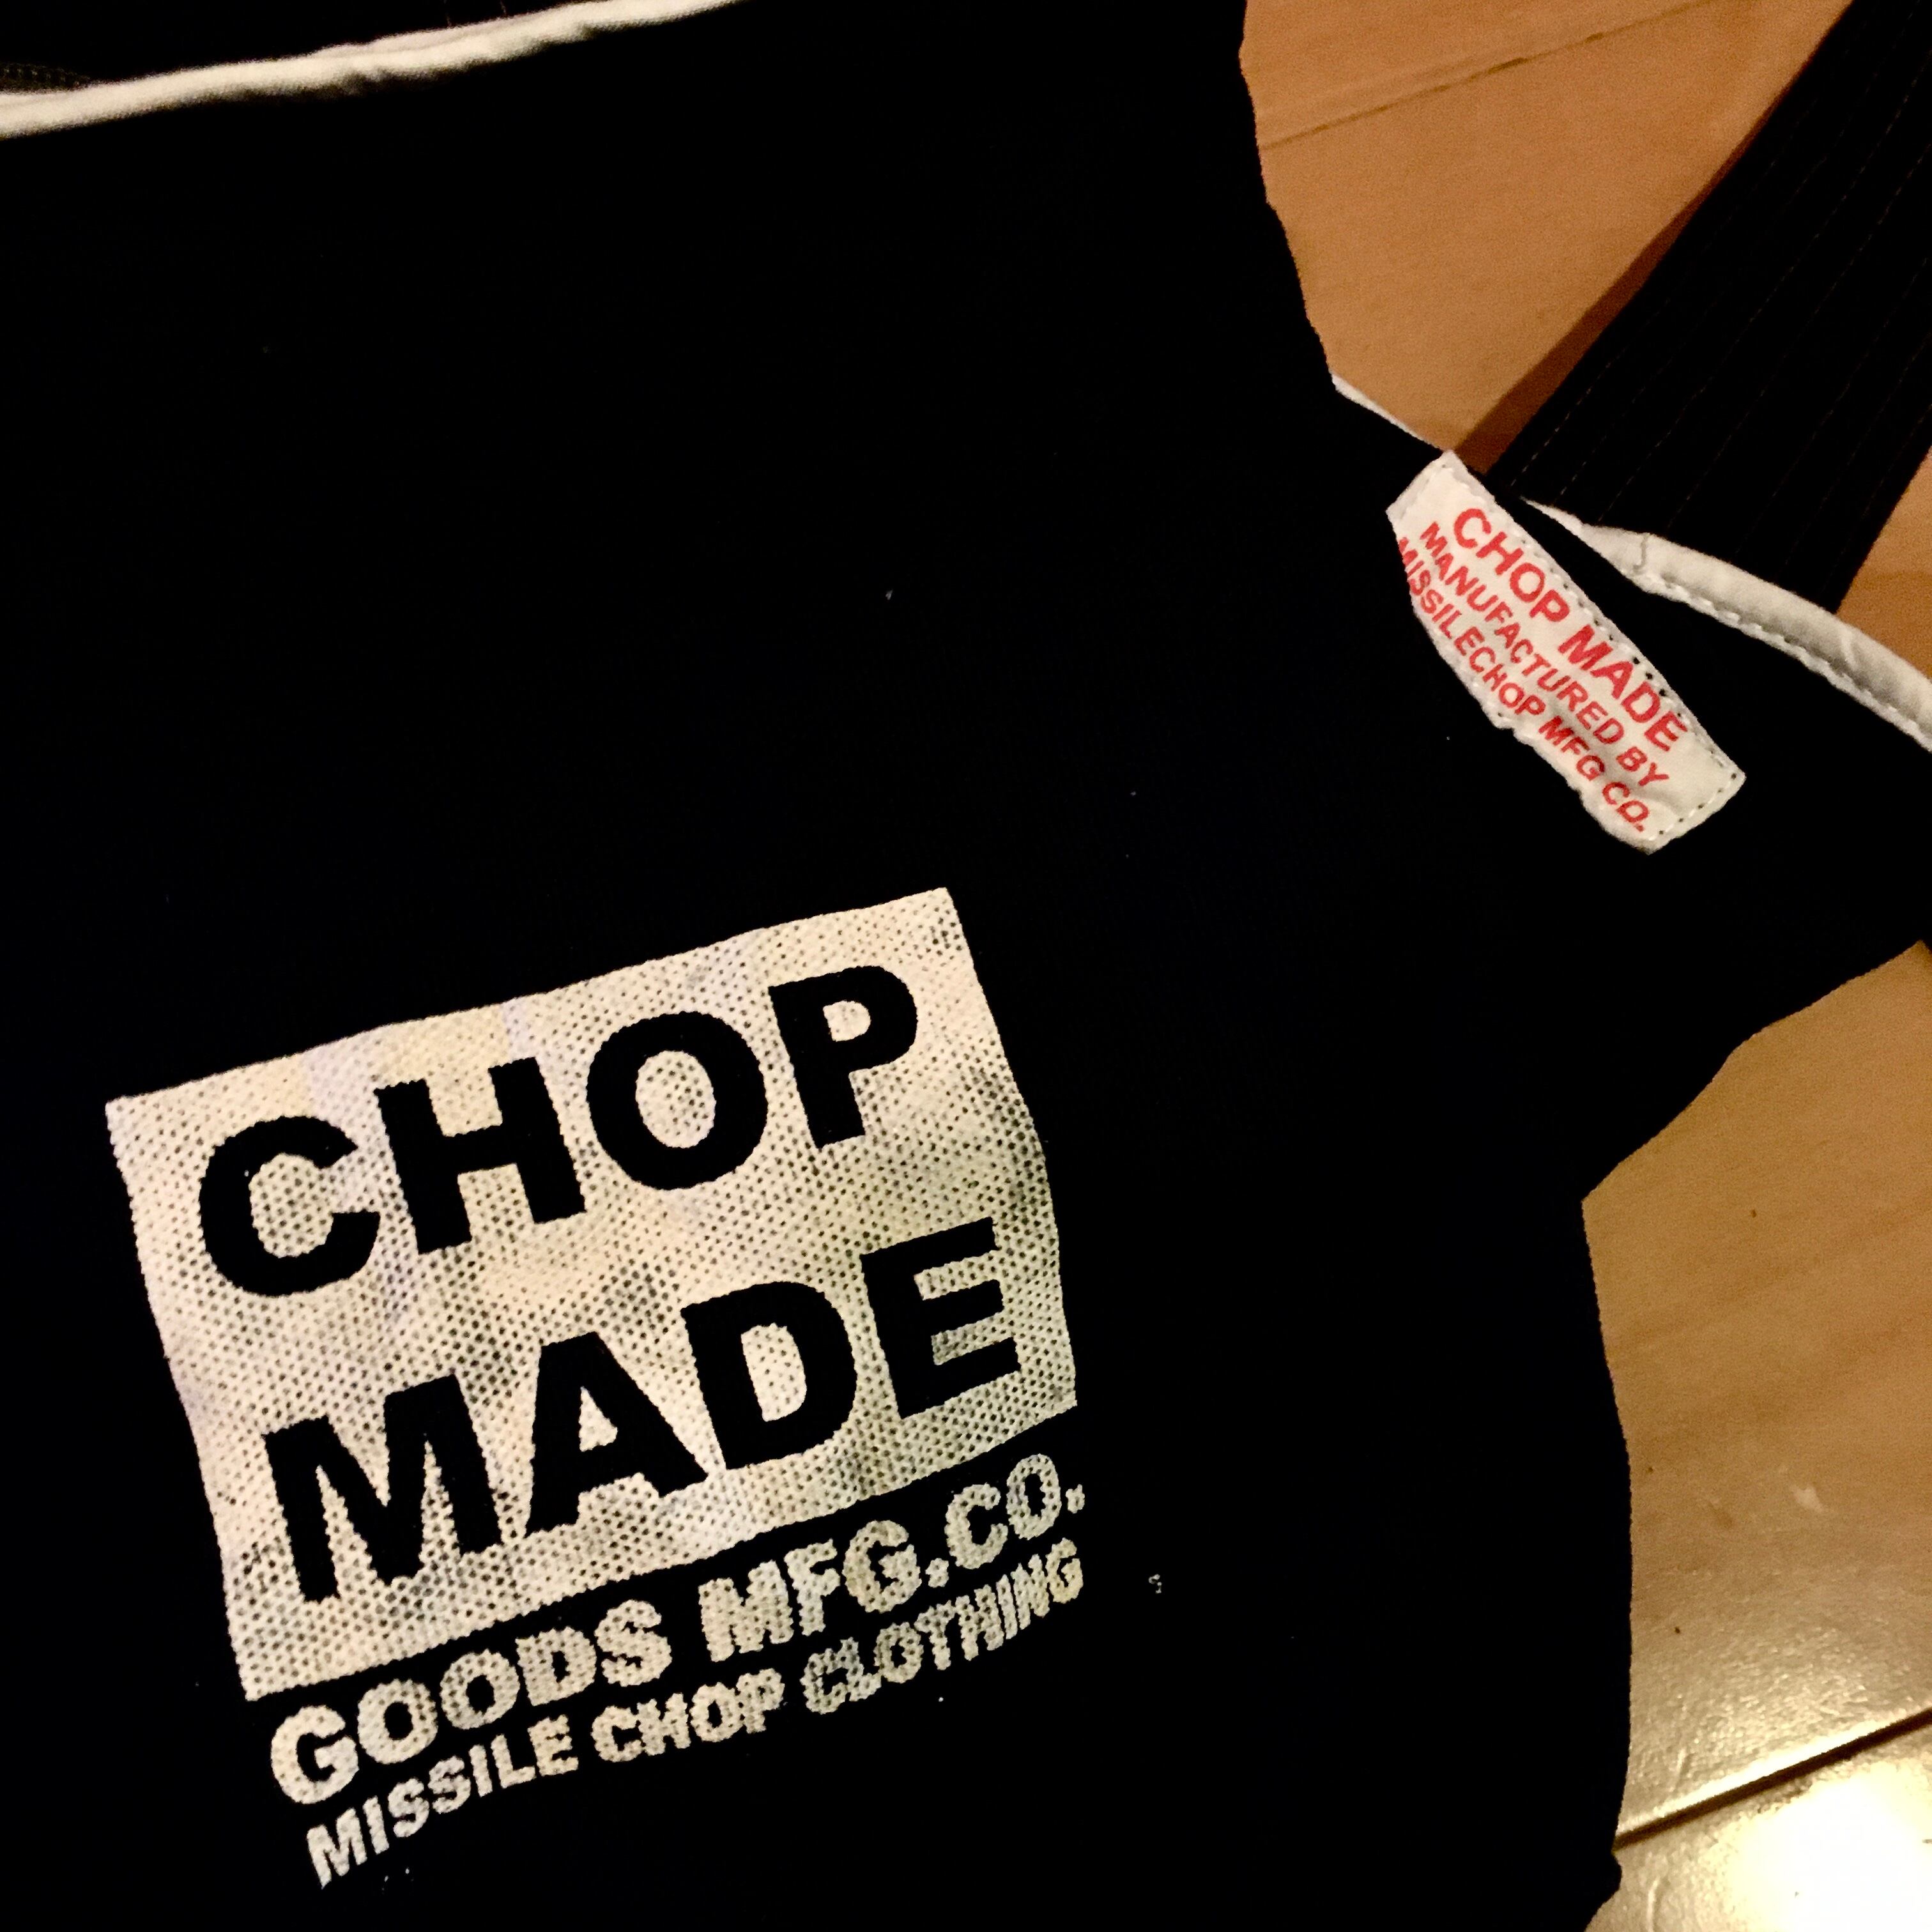 CHOP MADE
MANUFACTURED BY
MISSILECHOP MFG CO.
CHOP
MADE
GOODS MFG.CO.
MISSILE CHOP CLOTHING